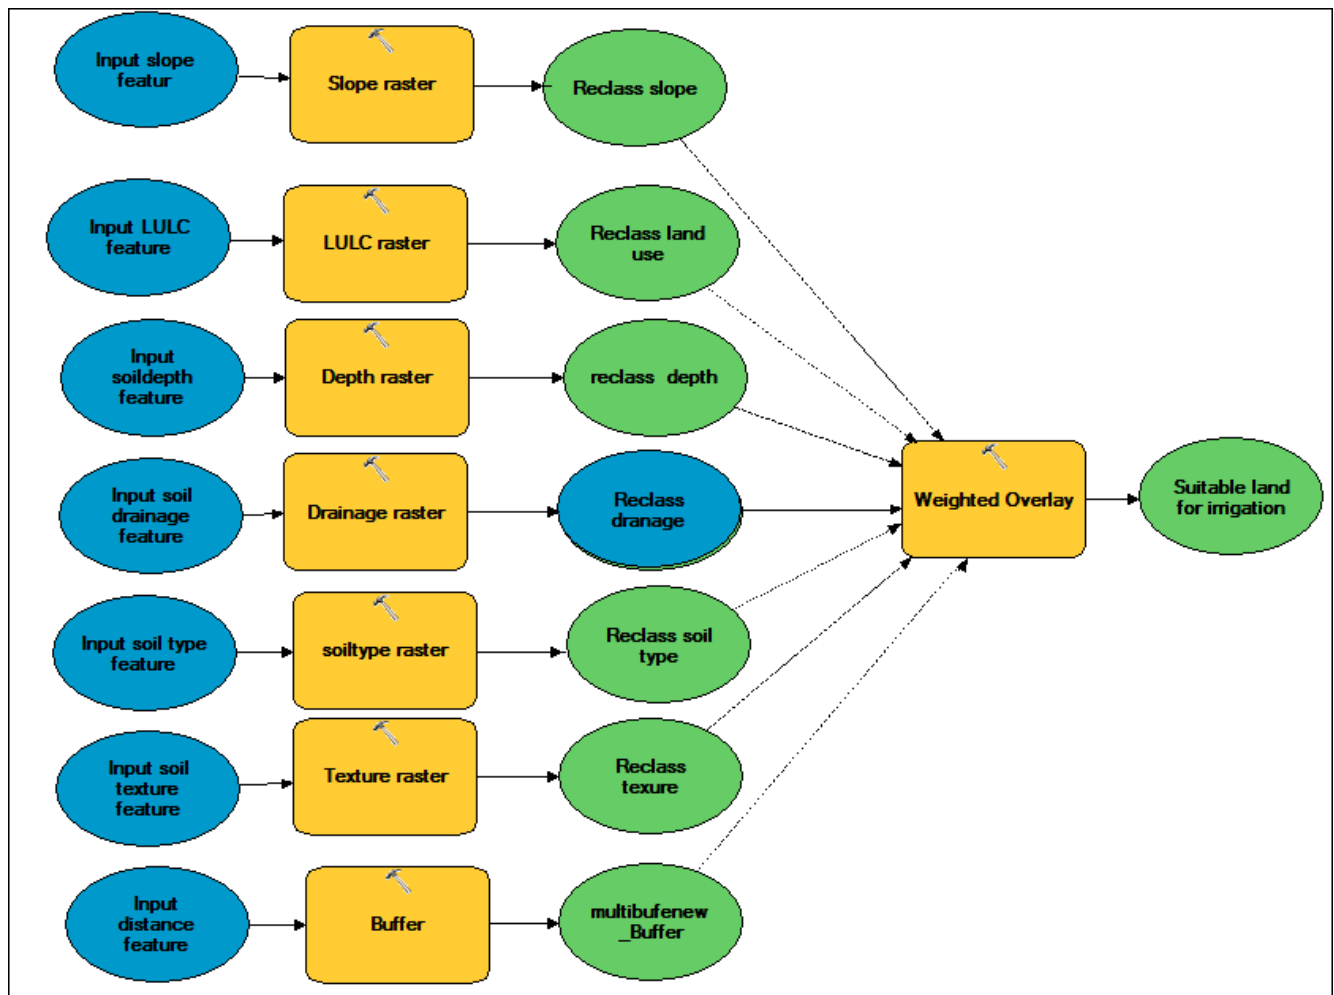 Input slope
featur
Slope raster
Reclass slope
Input LULC
feature
LULC raster
Reclass land
use
Input
soildepth
feature
Depth raster
reclass  depth
Input soil
drainage
feature
Drainage raster
Reclass
dranage
Weighted Overlay
Suitable land
for irrigation
Input soil type
feature
soiltype raster
Reclass soil
type
Input soil
texture
feature
Texture raster
Reclass
texure
Input
distance
feature
Buffer
multibufenew
_Buffer